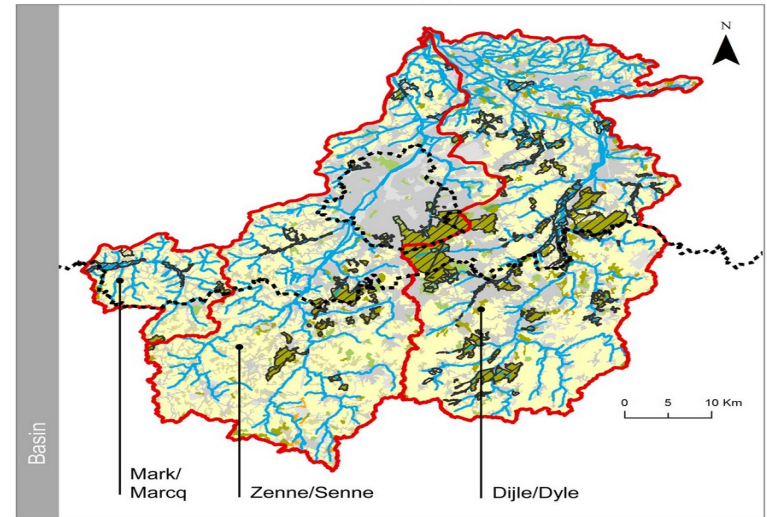 N
0 5 10 Km
Basin
Mark/
Marcq
Zenne/Senne
Dijle/Dyle